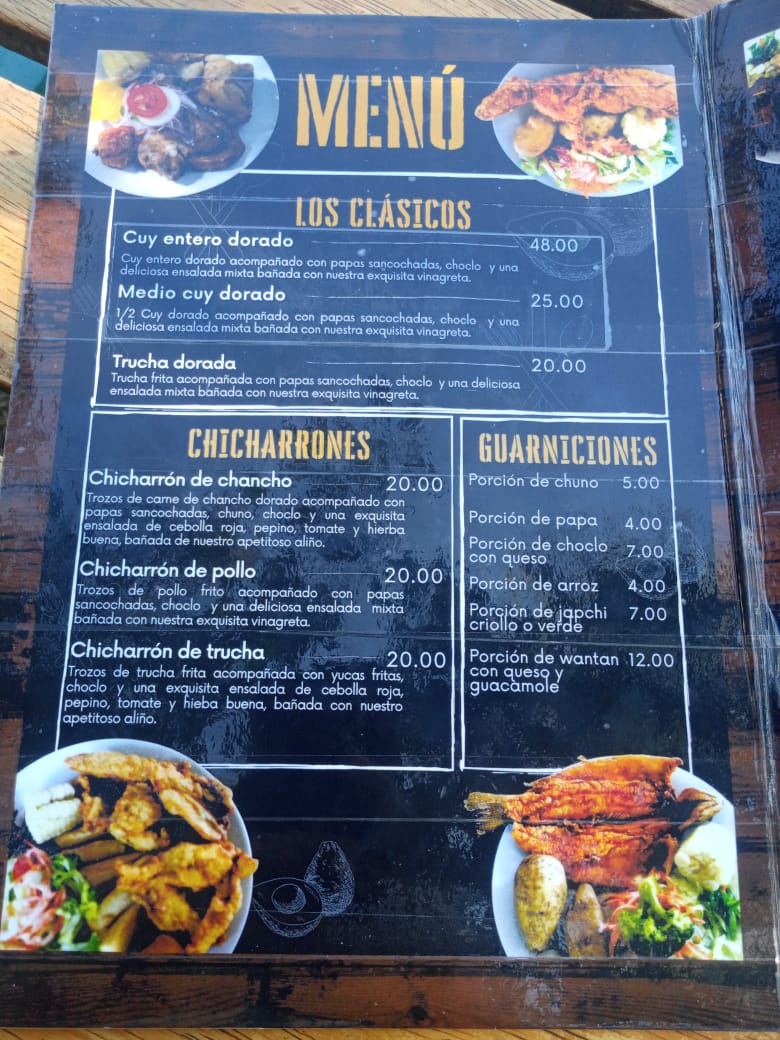 MENÚ
LOS CLÁSICOS
Cuy entero dorado 48.00
Cuy entero dorado acompañado con papas sancochadas, choclo y una
deliciosa ensalada mixta bañada con nuestra exquisita vinagreta.
Medio cuy dorado 25.00
1/2 Cuy dorado acompañado con papas sancochadas, choclo y una
deliciosa ensalada mixta bañada con nuestra exquisita vinagreta.
Trucha dorada 20.00
Trucha frita acompañada con papas sancochadas, choclo y una deliciosa
ensalada mixta bañada con nuestra exquisita vinagreta.
CHICHARRONES
Chicharrón de chancho 20.00
Trozos de carne de chancho dorado acompañado con
papas sancochadas, chuno, choclo y una exquisita
ensalada de cebolla roja, pepino, tomate y hierba
buena, bañada de nuestro apetitoso aliño.
Chicharrón de pollo 20.00
Trozos de pollo frito acompañado con papas
sancochadas, choclo y una deliciosa ensalada mixta
bañada con nuestra exquisita vinagreta.
Chicharrón de trucha 20.00
Trozos de trucha frita acompañada con yucas fritas,
choclo y una exquisita ensalada de cebolla roja,
pepino, tomate y hieba buena, bañada con nuestro
apetitoso aliño.
GUARNICIONES
Porción de chuno 5.00
Porción de papa 4.00
Porción de choclo 7.00
con queso
Porción de arroz 4.00
Porción de japchi 7.00
criollo o verde
Porción de wantan 12.00
con queso y
guacamole